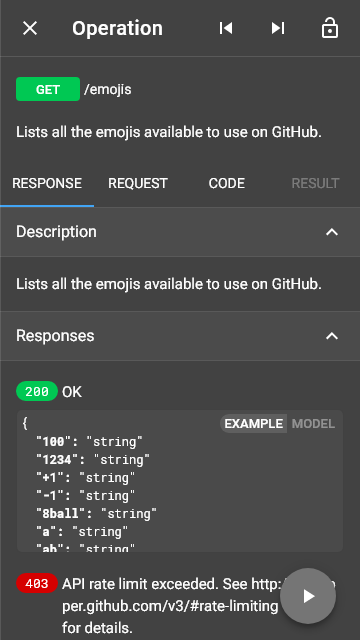 Operation
GET /emojis
Lists all the emojis available to use on GitHub.
RESPONSE REQUEST CODE RESULT
Description
Lists all the emojis available to use on GitHub.
Responses
200 OK
EXAMPLE MODEL
{
"100": "string"
"1234": "string"
"+1": "string"
"-1": "string"
"8ball": "string"
"a": "string"
"ab": "string"
403 API rate limit exceeded. See http:/
per.github.com/v3/#rate-limiting
for details.